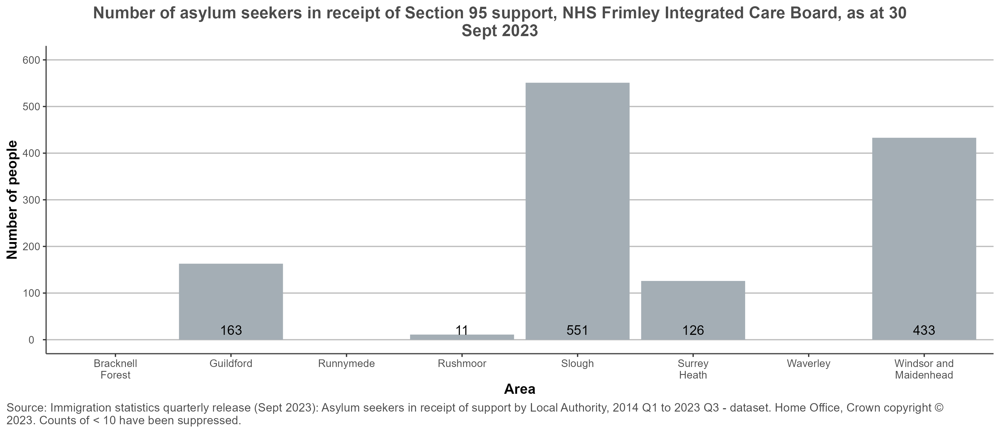 Number of asylum seekers in receipt of Section 95 support, NHS Frimley Integrated Care Board, as at 30
Sept 2023
Number of people
600
500
400
300
200
100
0
163
11
551
126
433
Bracknell
Forest
Guildford
Runnymede
Rushmoor
Slough
Surrey
Heath
Waverley
Windsor and
Maidenhead
Area
Source: Immigration statistics quarterly release (Sept 2023): Asylum seekers in receipt of support by Local Authority, 2014 Q1 to 2023 Q3 - dataset. Home Office, Crown copyright ©
2023. Counts of < 10 have been suppressed.